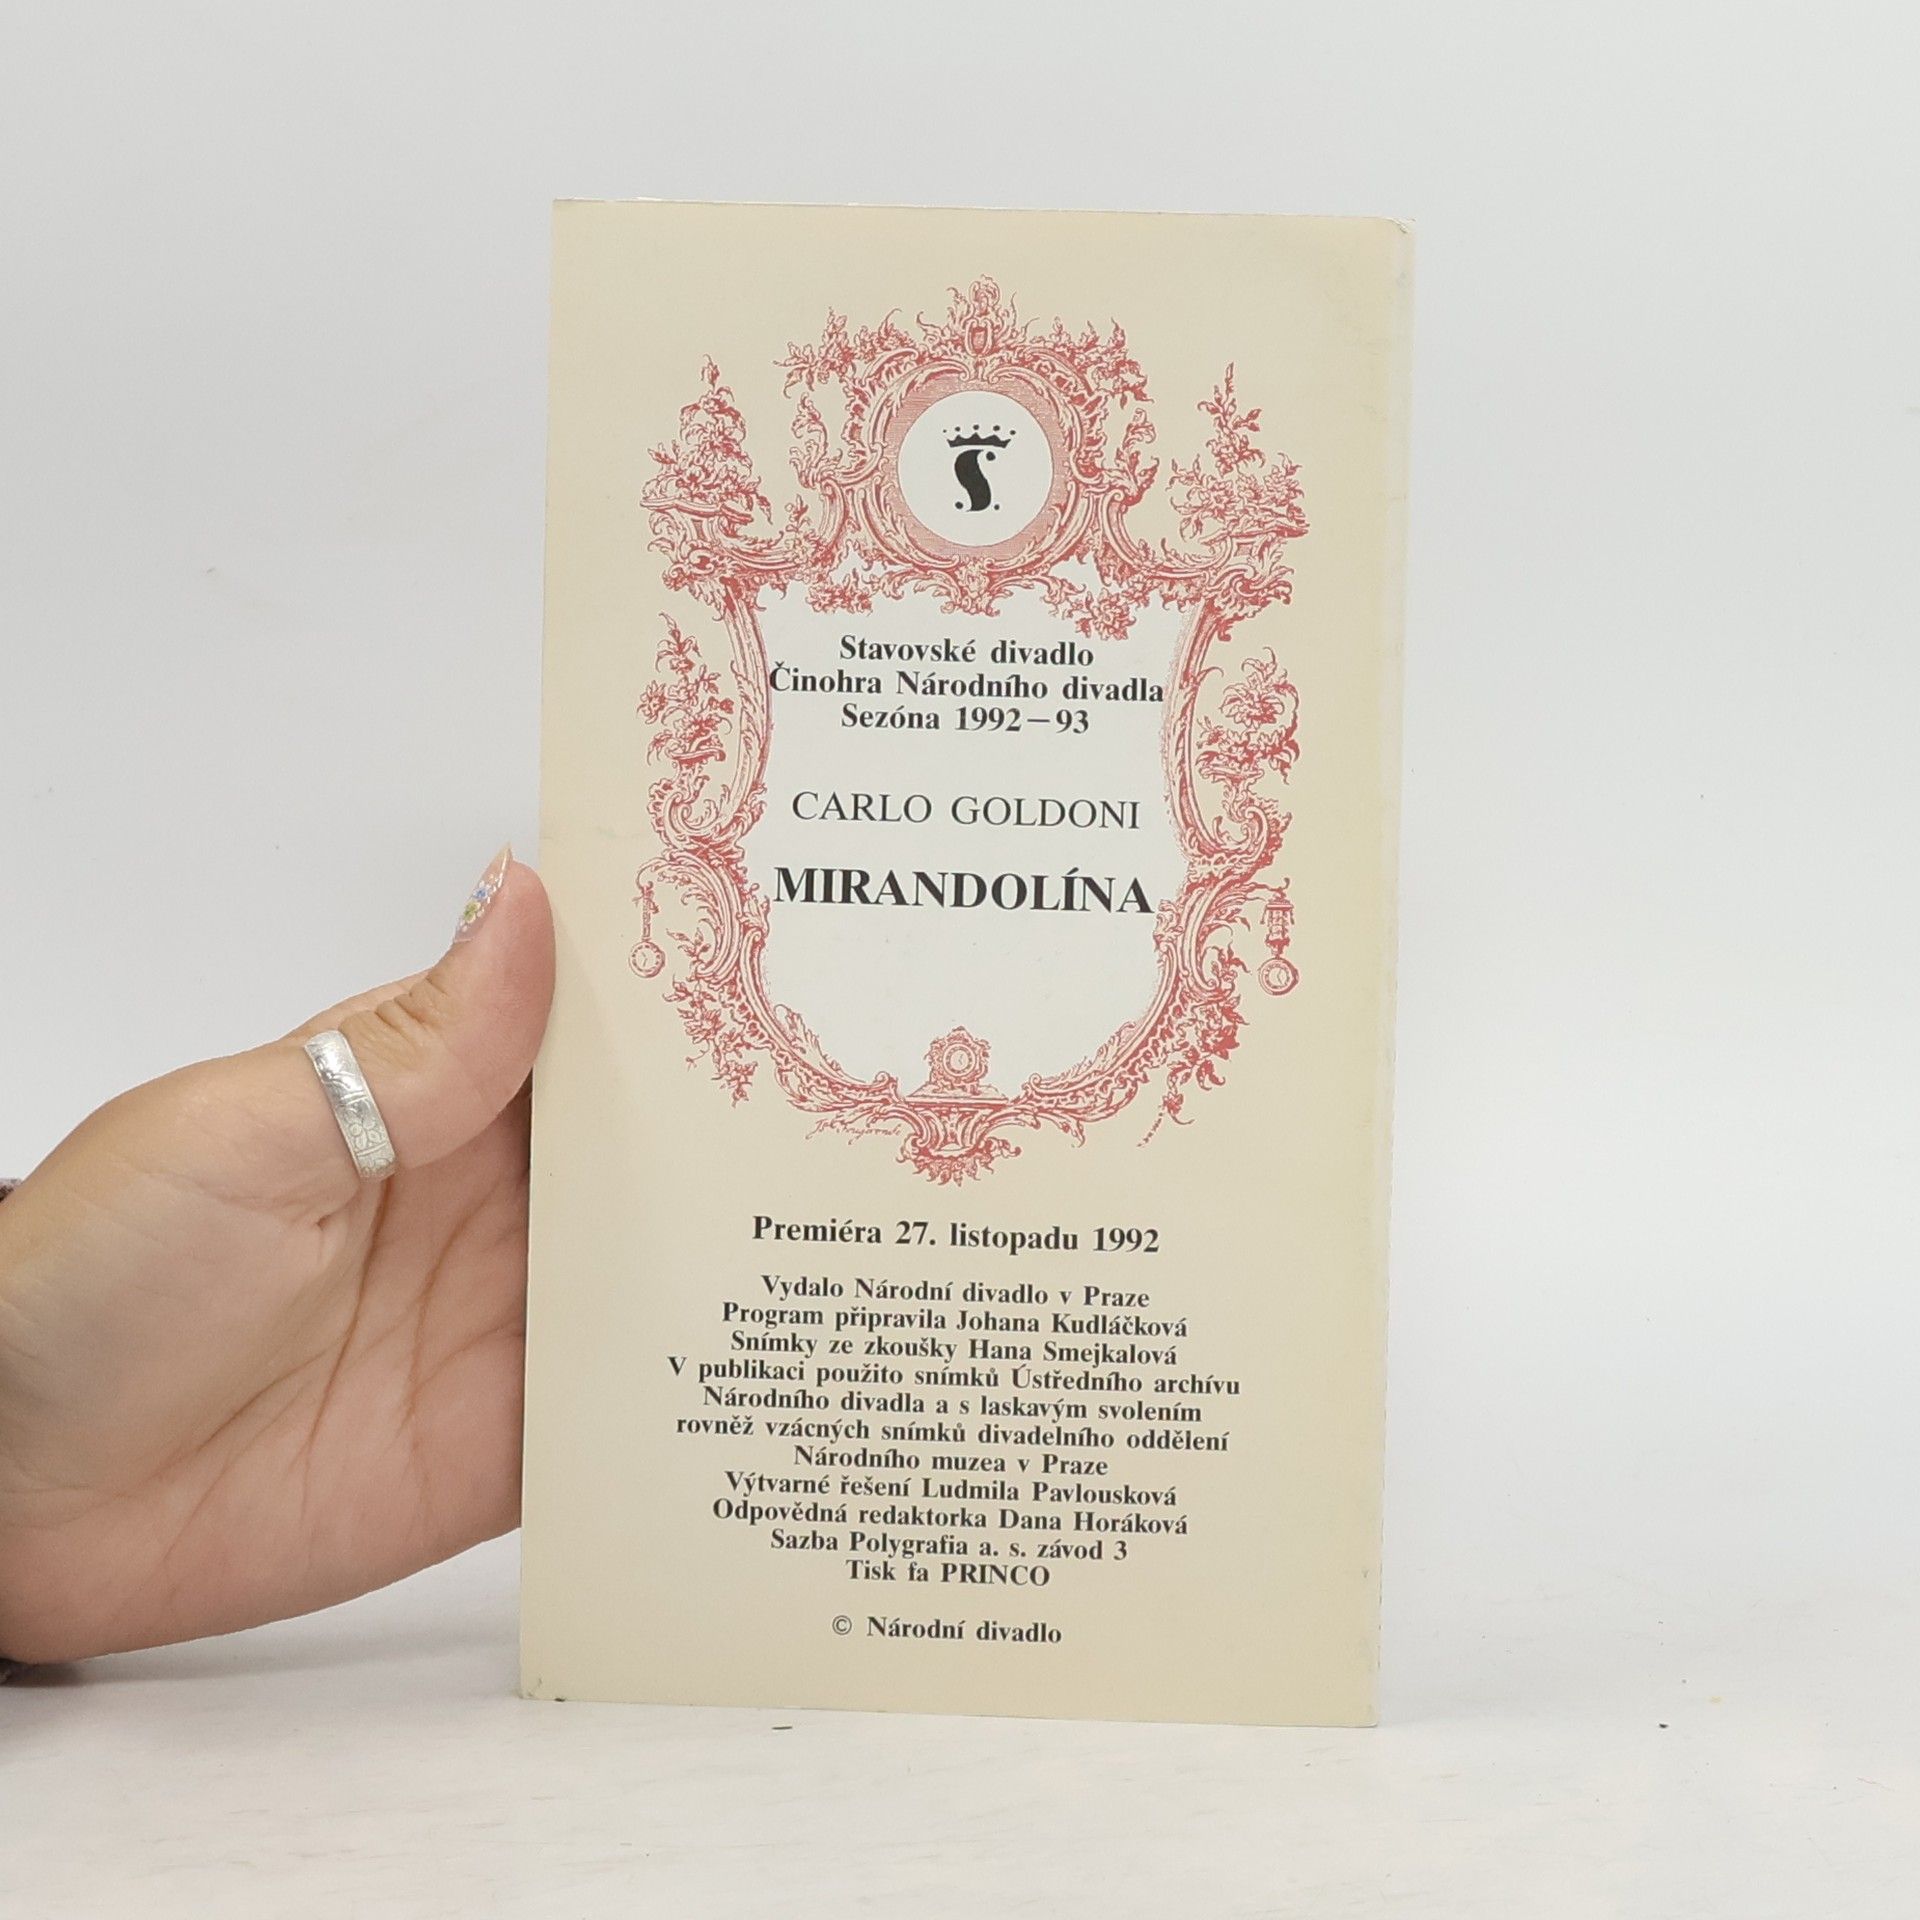 S.
Stavovské divadlo
Činohra Národního divadla
Sezóna 1992—93
CARLO GOLDONI
MIRANDOLÍNA
Premiéra 27. listopadu 1992
Vydalo Národní divadlo v Praze
Program připravila Johana Kudláčková
Snímky ze zkoušky Hana Smejkalová
V publikaci použito snímků Ústředního archívu
Národního divadla a s laskavým svolením
rovněž vzácných snímků divadelního oddělení
Národního muzea v Praze
Výtvarné řešení Ludmila Pavlousková
Odpovědná redaktorka Dana Horáková
Sazba Polygrafia a. s. závod 3
Tisk fa PRINCO
© Národní divadlo